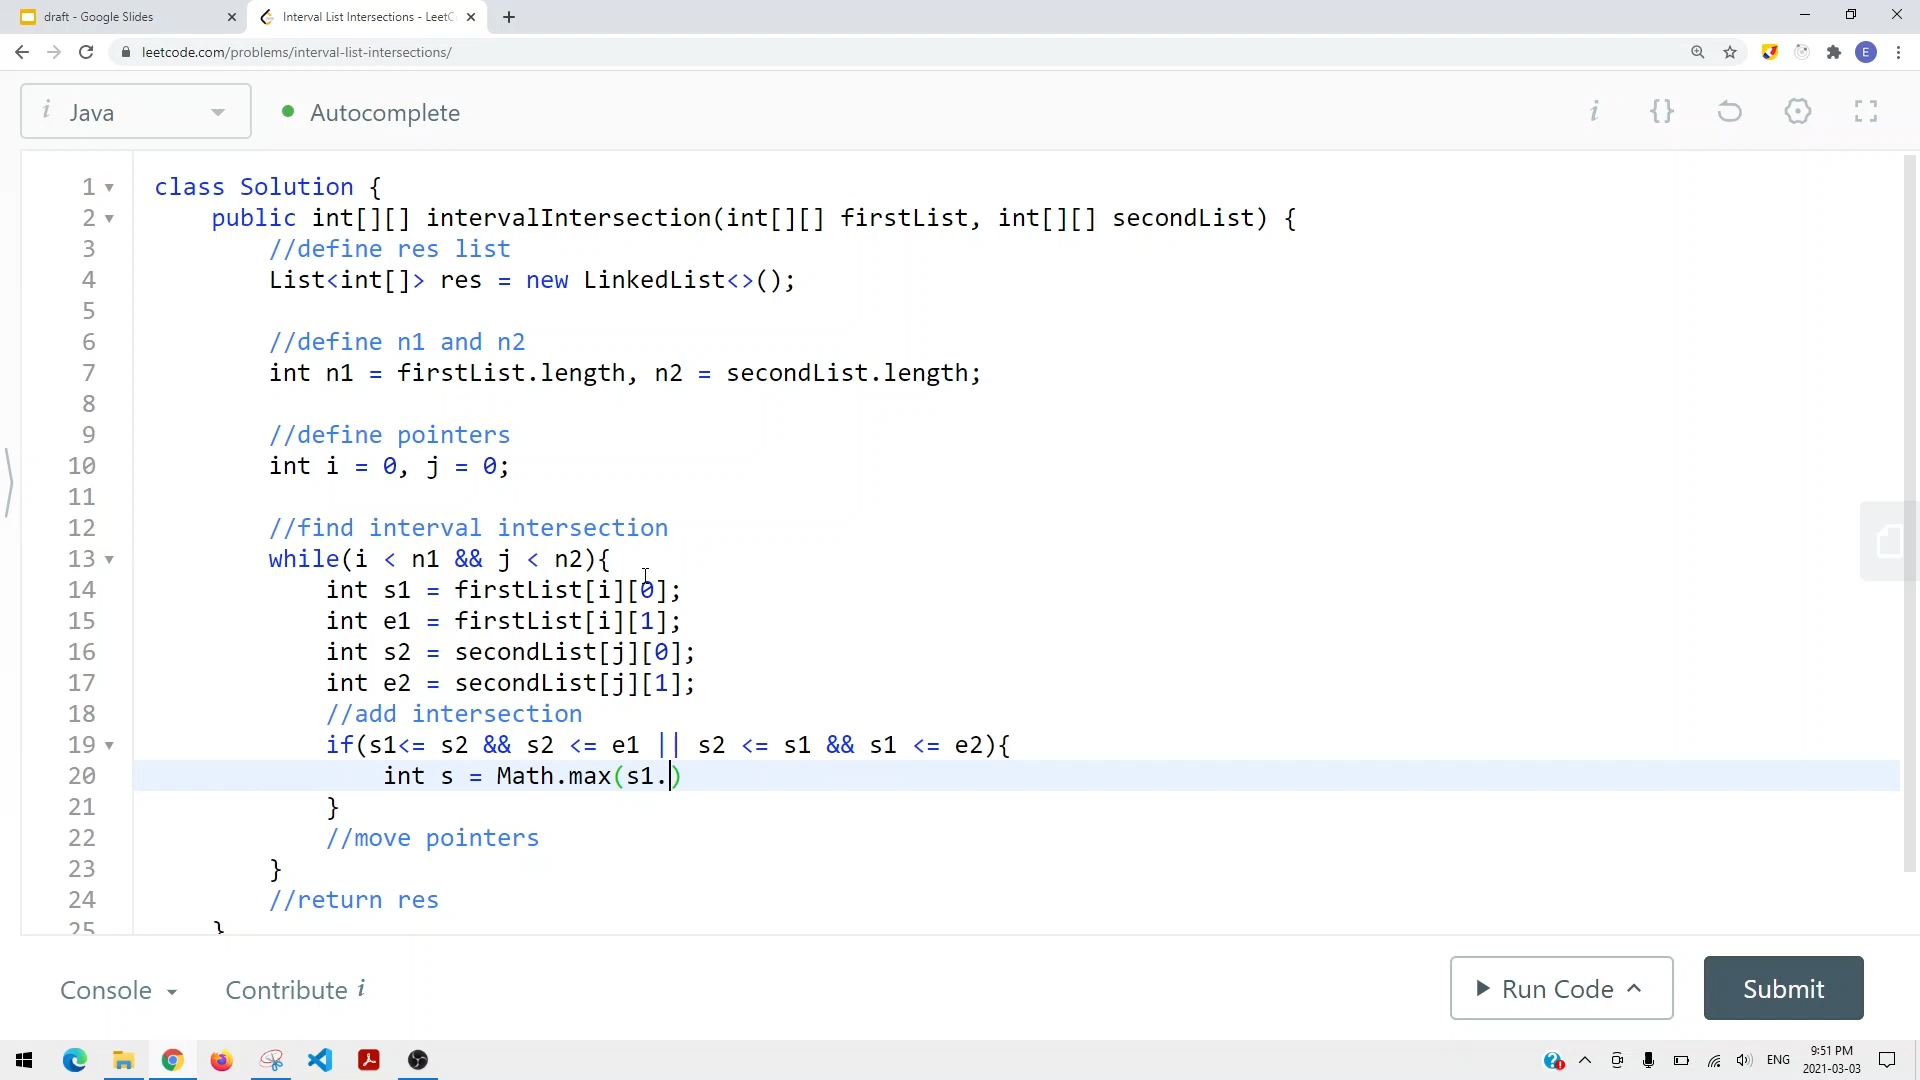 draft - Google Slides
Interval List Intersections - LeetC
leetcode.com/problems/interval-list-intersections/
E
i Java
Autocomplete
i {}
1 class Solution {
2 public int[][] intervalIntersection(int[][] firstList, int[][] secondList) {
3 //define res list
4 List<int[]> res = new LinkedList<>();
5
6 //define n1 and n2
7 int n1 = firstList.length, n2 = secondList.length;
8
9 //define pointers
10 int i = 0, j = 0;
11
12 //find interval intersection
13 while(i < n1 && j < n2){
14 int s1 = firstList[i][0];
15 int e1 = firstList[i][1];
16 int s2 = secondList[j][0];
17 int e2 = secondList[j][1];
18 //add intersection
19 if(s1<= s2 && s2 <= e1 || s2 <= s1 && s1 <= e2){
20 int s = Math.max(s1.)
21 }
22 //move pointers
23 }
24 //return res
25 }
Console
Contribute i
Run Code
Submit
ENG
9:51 PM
2021-03-03